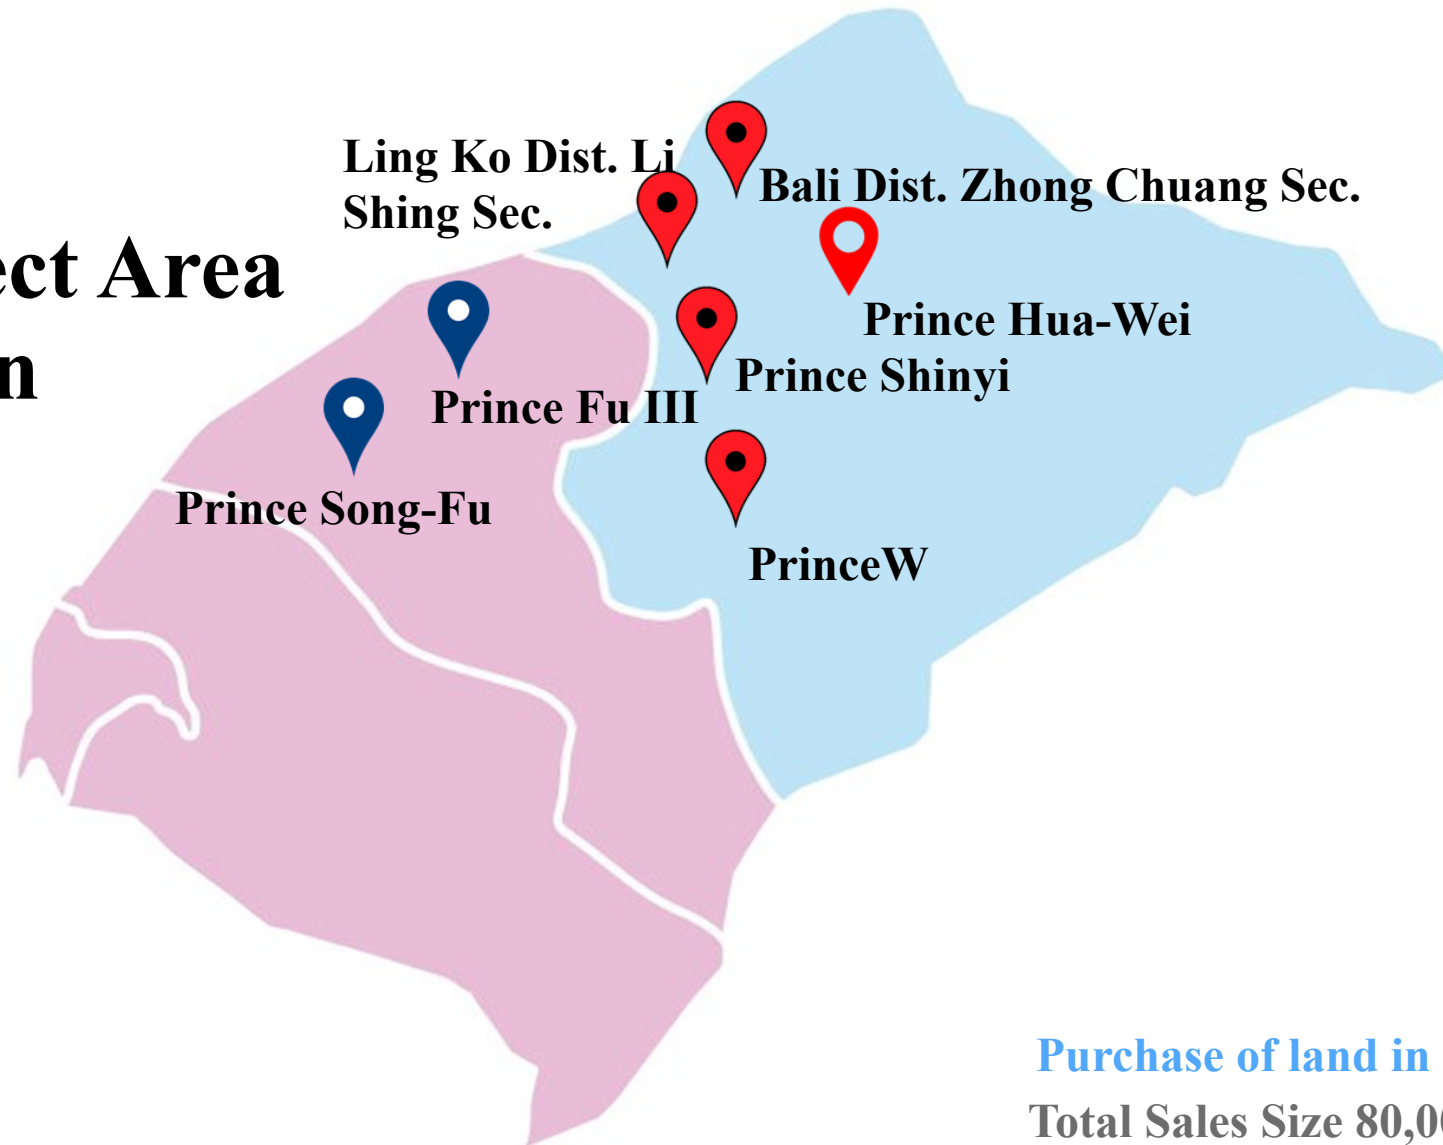 Ling Ko Dist. Li
Shing Sec.
Bali Dist. Zhong Chuang Sec.
ect Area
n
Prince Hua-Wei
Prince Shinyi
Prince Fu III
Prince Song-Fu
PrinceW
Purchase of land in
Total Sales Size 80,00